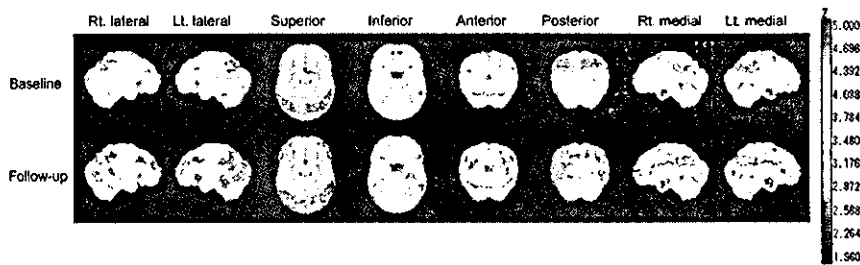 Rt. lateral Lt. lateral Superior Inferior Anterior Posterior Rt. medial Lt. medial
Baseline
Follow-up
Z
5.000
4.696
4.392
4.088
3.784
3.480
3.176
2.872
2.568
2.264
1.960